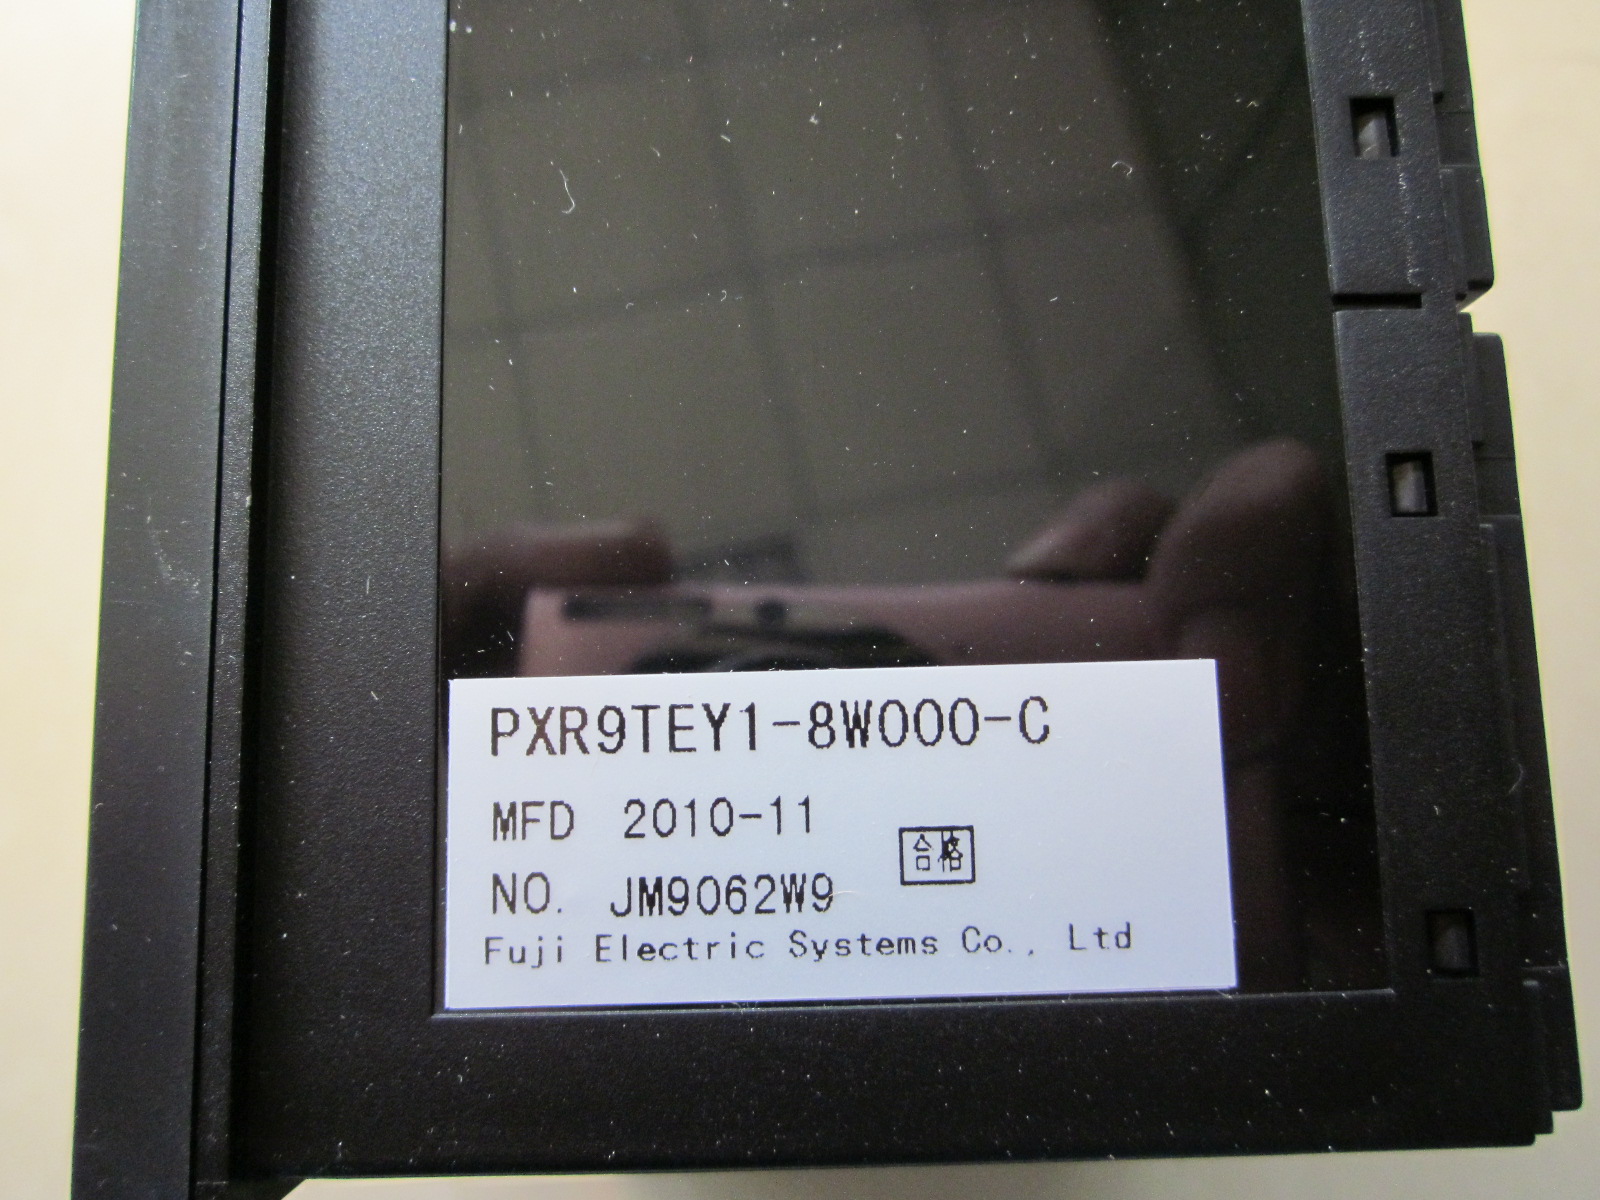 PXR9TEY1-8W000-C
MFD 2010-11
合格
NO. JM9062W9
Fuji Electric Systems Co., Ltd